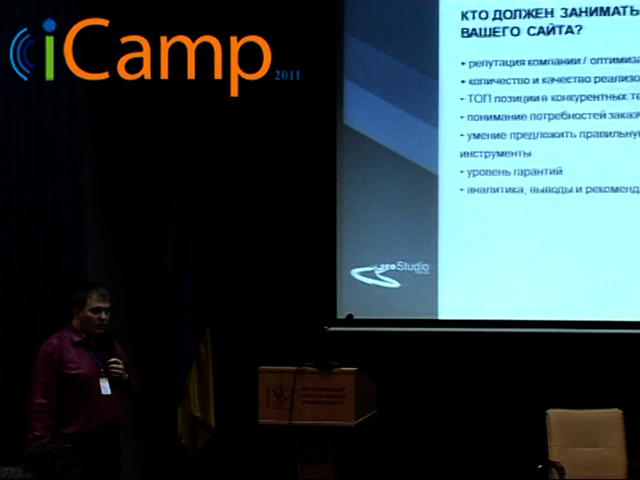 iCamp 2011
КТО ДОЛЖЕН ЗАНИМАТЬ
ВАШЕГО САЙТА?
• репутация компании / оптимиза
• количество и качество реализо
• ТОП позиции в конкурентных те
• понимание потребностей заказч
• умение предложить правильну
инструменты
• уровень гарантий
• аналитика, выводы и рекоменд
seoStudio